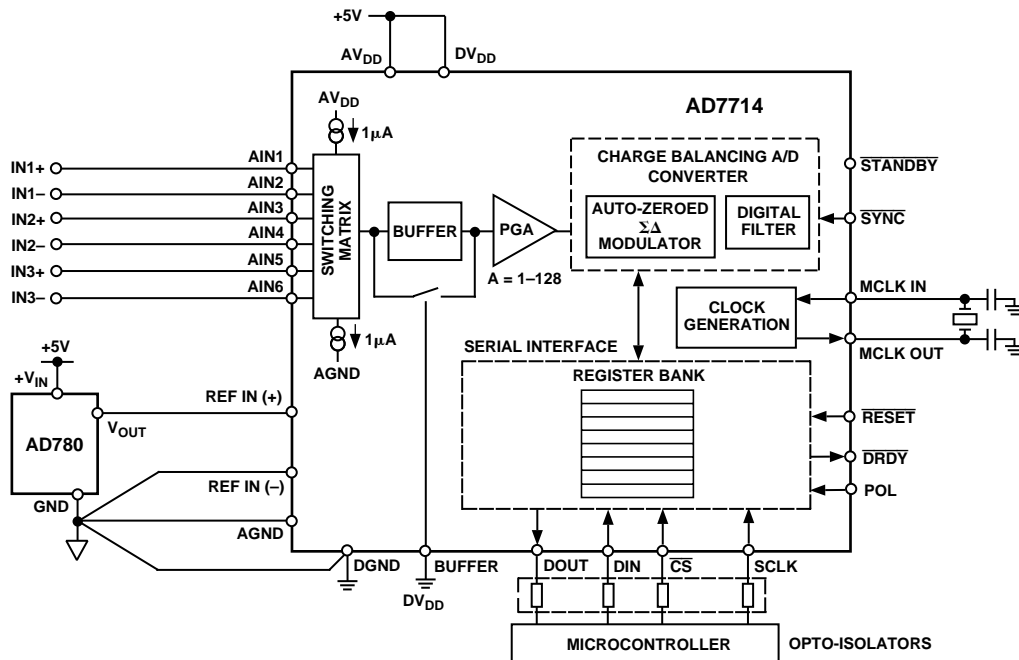 +5V
AVDD
DVDD
AD7714
AVDD
1μA
IN1+
IN1–
IN2+
IN2–
IN3+
IN3–
AIN1
AIN2
AIN3
AIN4
AIN5
AIN6
SWITCHING
MATRIX
BUFFER
PGA
A = 1–128
CHARGE BALANCING A/D
CONVERTER
AUTO-ZEROED
ΣΔ
MODULATOR
DIGITAL
FILTER
STANDBY
SYNC
1μA
AGND
CLOCK
GENERATION
MCLK IN
MCLK OUT
SERIAL INTERFACE
REGISTER BANK
+5V
+VIN
AD780
VOUT
GND
REF IN (+)
REF IN (–)
AGND
RESET
DRDY
POL
DGND
BUFFER
DVDD
DOUT
DIN
CS
SCLK
MICROCONTROLLER
OPTO-ISOLATORS